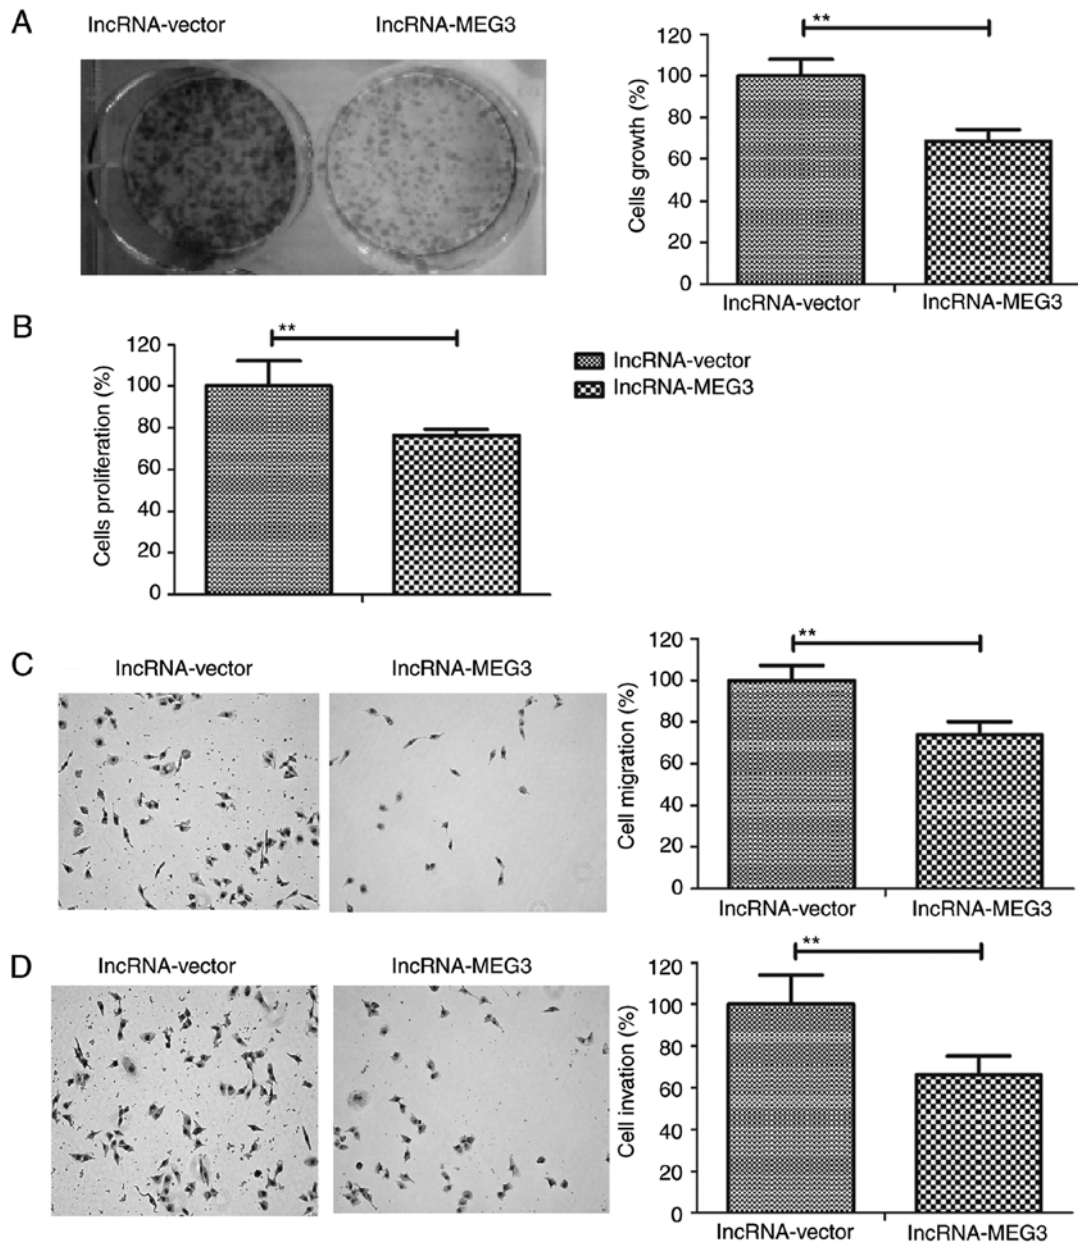 A
lncRNA-vector
lncRNA-MEG3
**
120
100
80
60
40
20
0
Cells growth (%)
lncRNA-vector
lncRNA-MEG3
B
**
120
100
80
60
40
20
0
Cells proliferation (%)
lncRNA-vector
lncRNA-MEG3
C
lncRNA-vector
lncRNA-MEG3
**
120
100
80
60
40
20
0
Cell migration (%)
lncRNA-vector
lncRNA-MEG3
D
lncRNA-vector
lncRNA-MEG3
**
120
100
80
60
40
20
0
Cell invation (%)
lncRNA-vector
lncRNA-MEG3